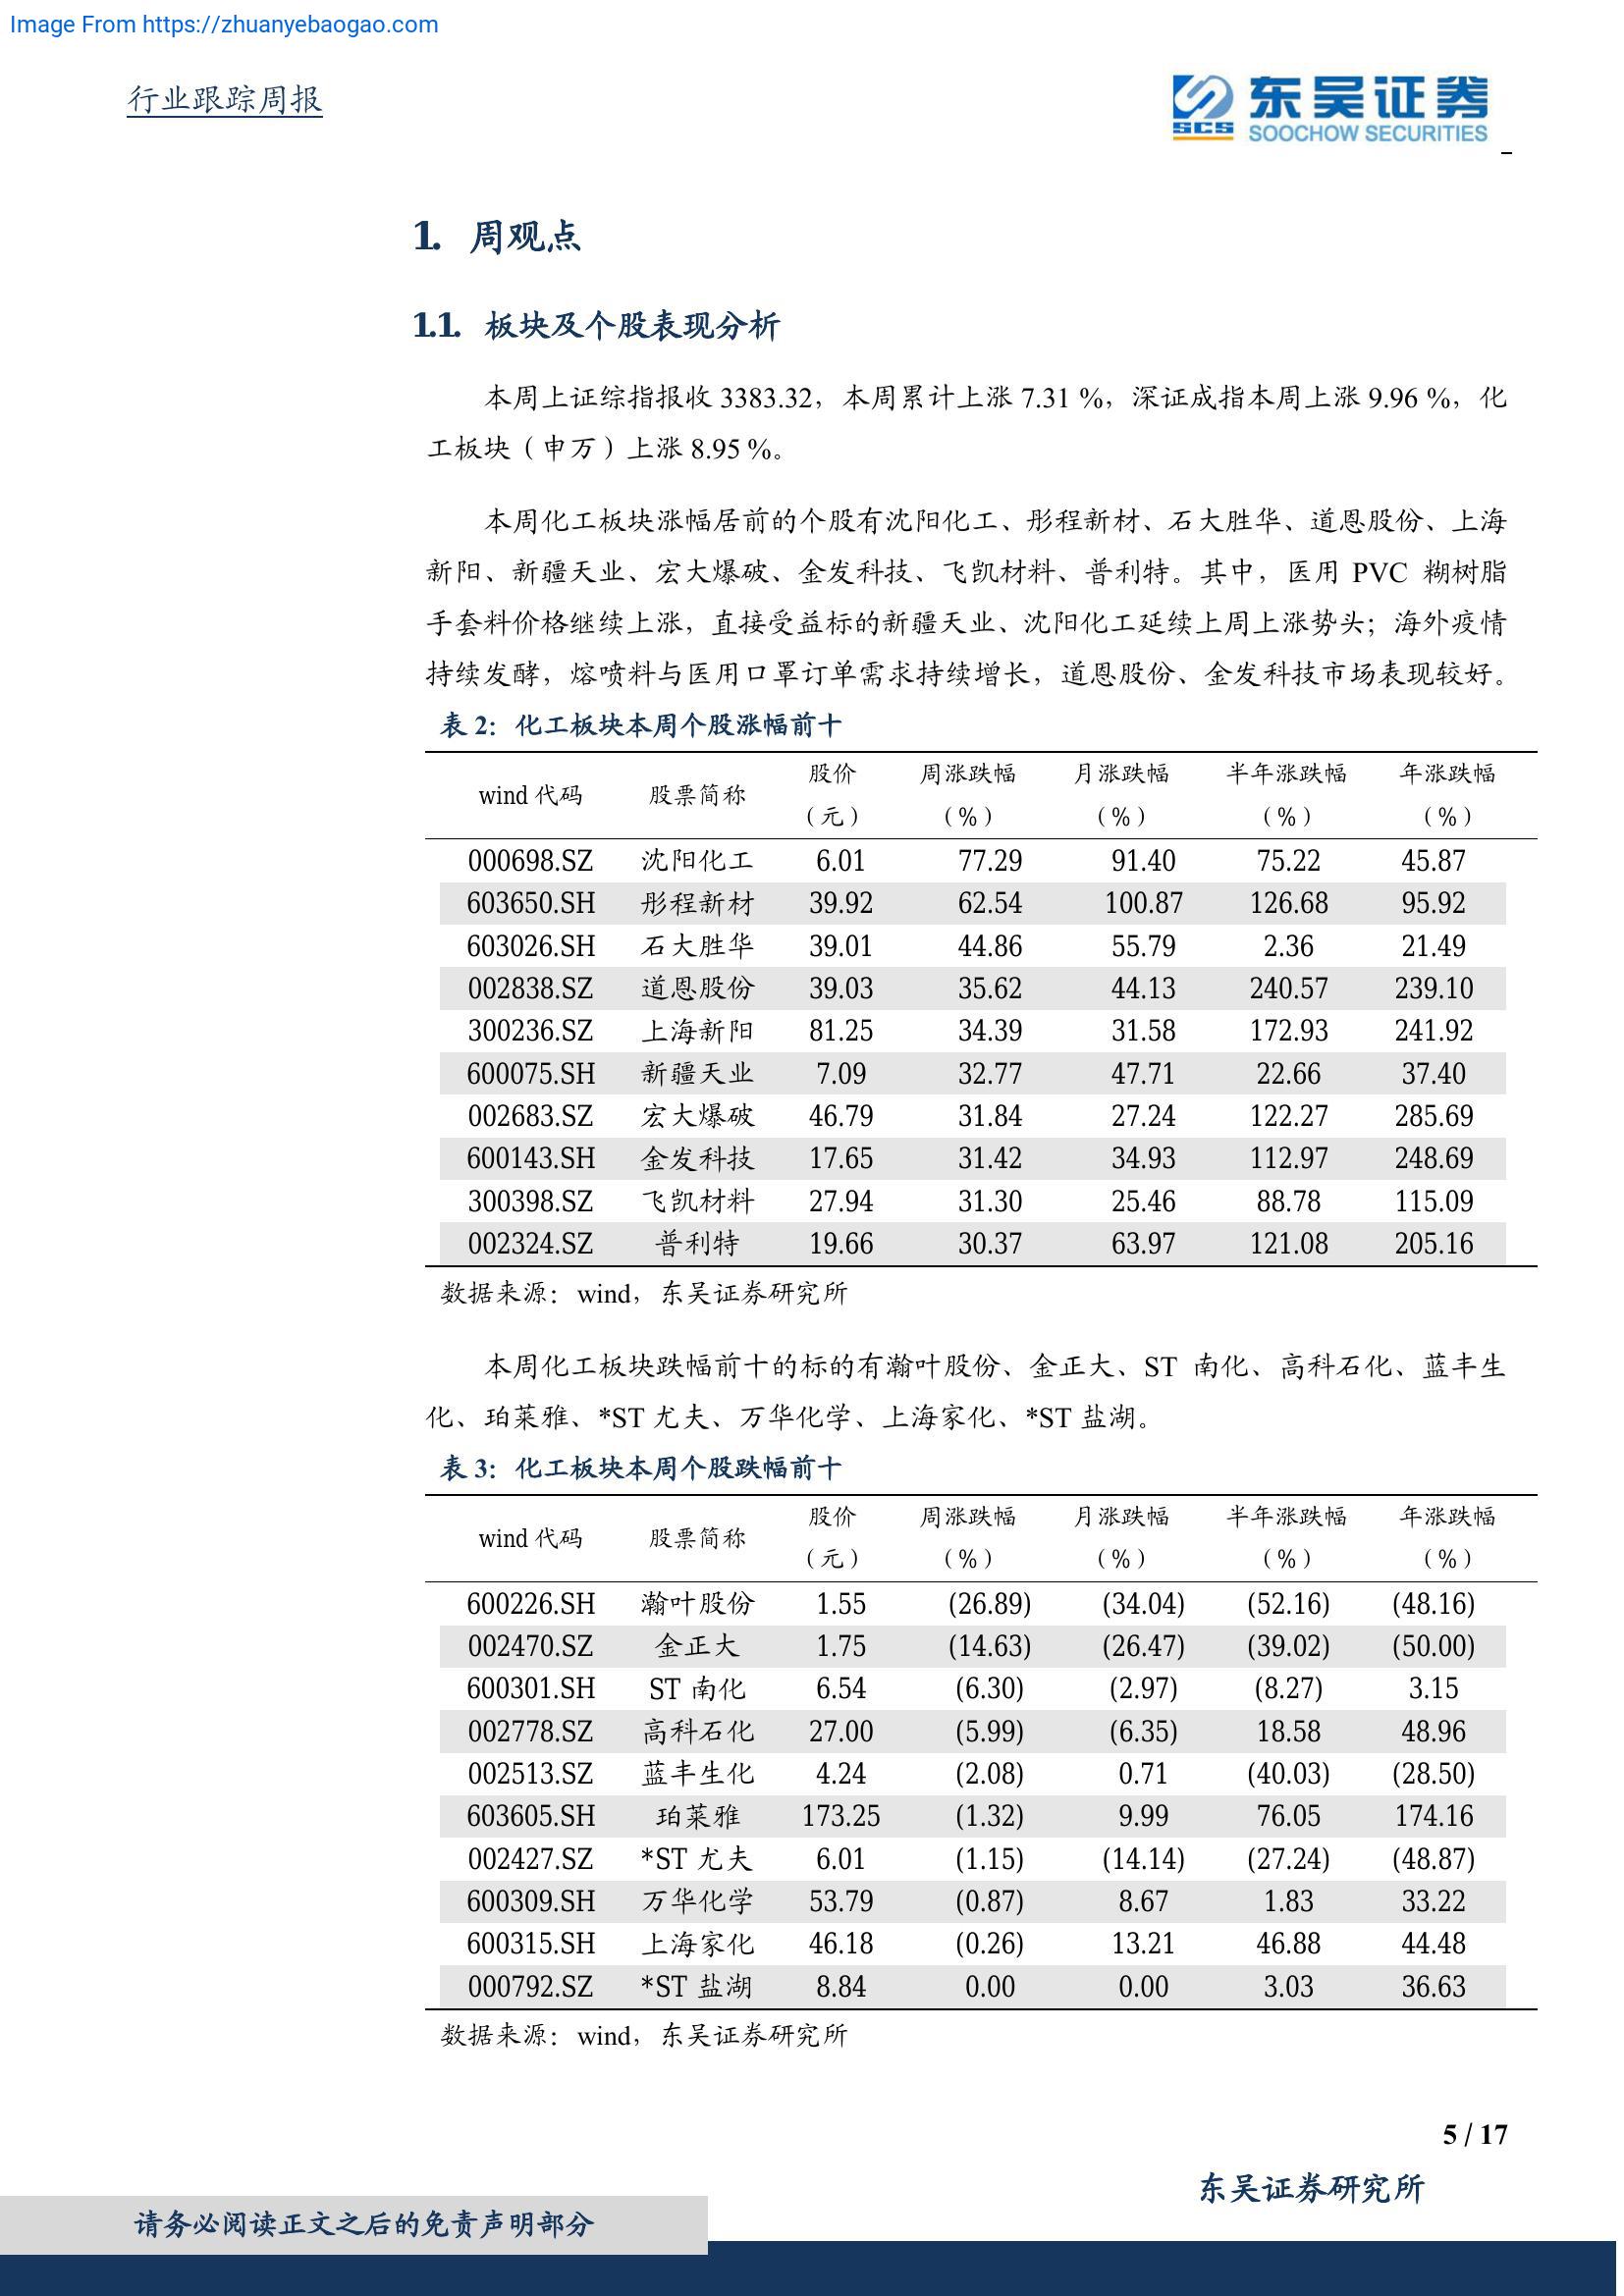 Image From https://zhuanyebaogao.com
行业跟踪周报
东吴证券
SCS
SOOCHOW SECURITIES
1. 周观点
1.1. 板块及个股表现分析
本周上证综指报收 3383.32，本周累计上涨 7.31 %，深证成指本周上涨 9.96 %，化
工板块（申万）上涨 8.95 %。
本周化工板块涨幅居前的个股有沈阳化工、彤程新材、石大胜华、道恩股份、上海
新阳、新疆天业、宏大爆破、金发科技、飞凯材料、普利特。其中，医用 PVC 糊树脂
手套料价格继续上涨，直接受益标的新疆天业、沈阳化工延续上周上涨势头；海外疫情
持续发酵，熔喷料与医用口罩订单需求持续增长，道恩股份、金发科技市场表现较好。
表 2：化工板块本周个股涨幅前十
wind 代码 股票简称 股价（元） 周涨跌幅（%） 月涨跌幅（%） 半年涨跌幅（%） 年涨跌幅（%）
000698.SZ 沈阳化工 6.01 77.29 91.40 75.22 45.87
603650.SH 彤程新材 39.92 62.54 100.87 126.68 95.92
603026.SH 石大胜华 39.01 44.86 55.79 2.36 21.49
002838.SZ 道恩股份 39.03 35.62 44.13 240.57 239.10
300236.SZ 上海新阳 81.25 34.39 31.58 172.93 241.92
600075.SH 新疆天业 7.09 32.77 47.71 22.66 37.40
002683.SZ 宏大爆破 46.79 31.84 27.24 122.27 285.69
600143.SH 金发科技 17.65 31.42 34.93 112.97 248.69
300398.SZ 飞凯材料 27.94 31.30 25.46 88.78 115.09
002324.SZ 普利特 19.66 30.37 63.97 121.08 205.16
数据来源：wind，东吴证券研究所
本周化工板块跌幅前十的标的有瀚叶股份、金正大、ST 南化、高科石化、蓝丰生
化、珀莱雅、*ST 尤夫、万华化学、上海家化、*ST 盐湖。
表 3：化工板块本周个股跌幅前十
wind 代码 股票简称 股价（元） 周涨跌幅（%） 月涨跌幅（%） 半年涨跌幅（%） 年涨跌幅（%）
600226.SH 瀚叶股份 1.55 (26.89) (34.04) (52.16) (48.16)
002470.SZ 金正大 1.75 (14.63) (26.47) (39.02) (50.00)
600301.SH ST 南化 6.54 (6.30) (2.97) (8.27) 3.15
002778.SZ 高科石化 27.00 (5.99) (6.35) 18.58 48.96
002513.SZ 蓝丰生化 4.24 (2.08) 0.71 (40.03) (28.50)
603605.SH 珀莱雅 173.25 (1.32) 9.99 76.05 174.16
002427.SZ *ST 尤夫 6.01 (1.15) (14.14) (27.24) (48.87)
600309.SH 万华化学 53.79 (0.87) 8.67 1.83 33.22
600315.SH 上海家化 46.18 (0.26) 13.21 46.88 44.48
000792.SZ *ST 盐湖 8.84 0.00 0.00 3.03 36.63
数据来源：wind，东吴证券研究所
5 / 17
东吴证券研究所
请务必阅读正文之后的免责声明部分